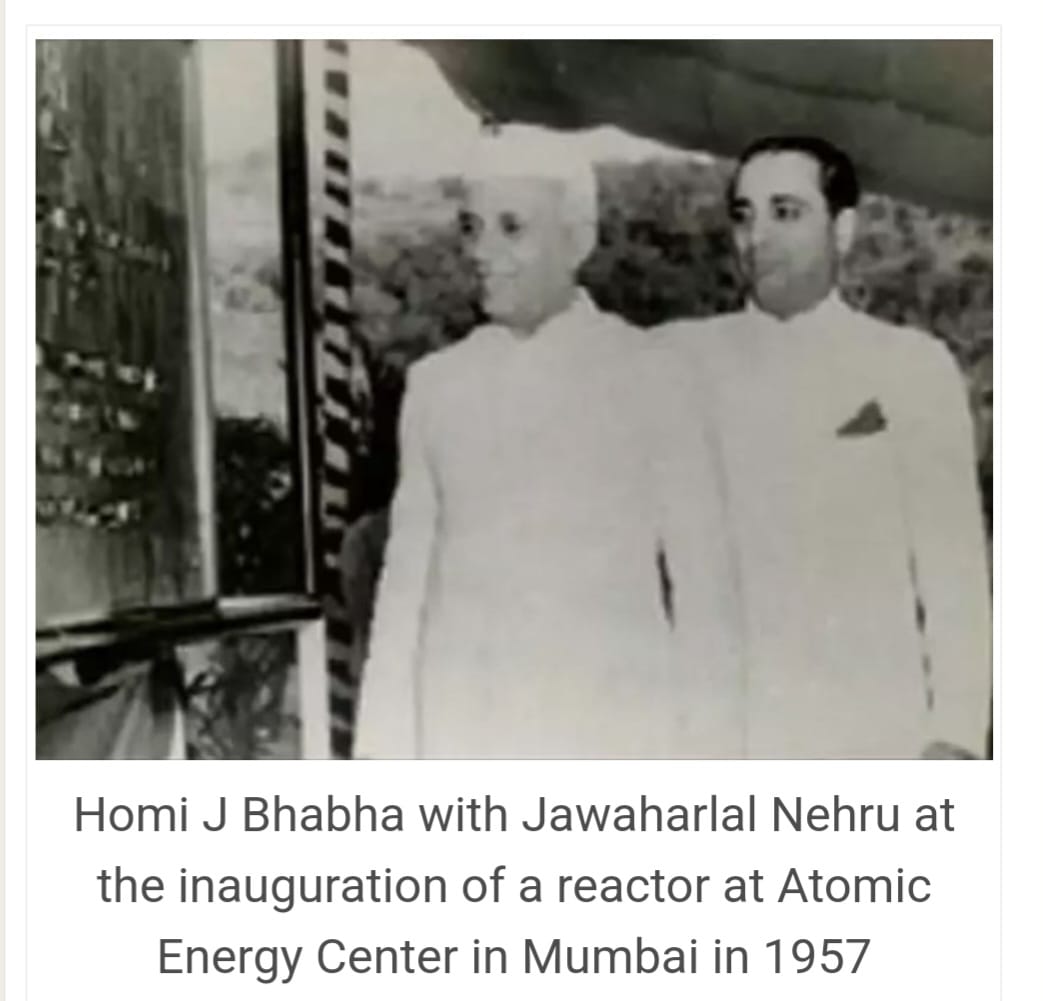 Homi J Bhabha with Jawaharlal Nehru at
the inauguration of a reactor at Atomic
Energy Center in Mumbai in 1957